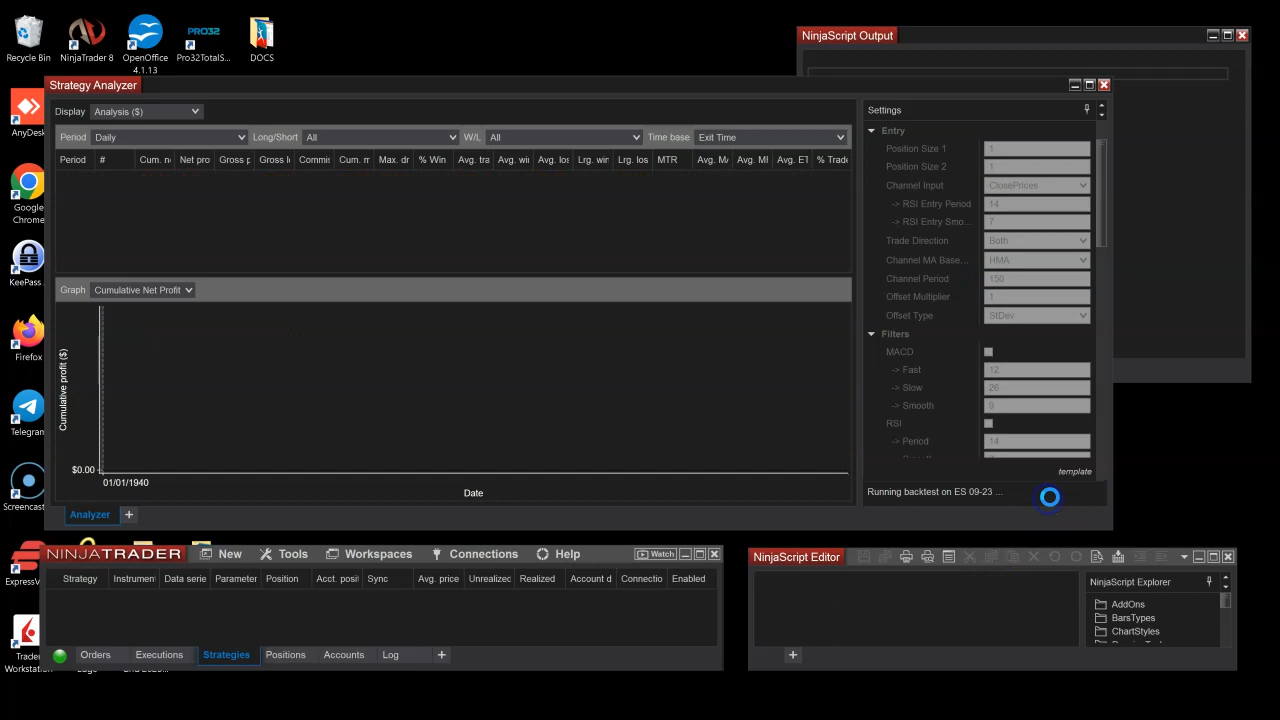 Recycle Bin
NinjaTrader 8
OpenOffice
4.1.13
PRO32
Pro32TotalS...
DOCS
NinjaScript Output
Strategy Analyzer
Display Analysis ($)
Period Daily Long/Short All W/L All Time base Exit Time
Period # Cum. n Net pro Gross p Gross l Commis Cum. m Max. dr % Win Avg. tra Avg. wi Avg. los Lrg. win Lrg. los MTR Avg. MA Avg. MI Avg. ET % Trade
Graph Cumulative Net Profit
Cumulative profit ($)
$0.00
01/01/1940
Date
Analyzer +
Settings
Entry
Position Size 1 1
Position Size 2 1
Channel Input ClosePrices
-> RSI Entry Period 14
-> RSI Entry Smo... 7
Trade Direction Both
Channel MA Base... HMA
Channel Period 150
Offset Multiplier 1
Offset Type StDev
Filters
MACD
-> Fast 12
-> Slow 26
-> Smooth 9
RSI
-> Period 14
template
Running backtest on ES 09-23 ...
AnyDesk
Google
Chrome
KeePass
Firefox
Telegram
Screencast
ExpressV
Trader
Workstation
NINJATRADER New Tools Workspaces Connections Help Watch
Strategy Instrument Data serie Parameter Position Acct. posit Sync Avg. price Unrealized Realized Account d Connectio Enabled
Orders Executions Strategies Positions Accounts Log +
NinjaScript Editor
NinjaScript Explorer
AddOns
BarsTypes
ChartStyles
+